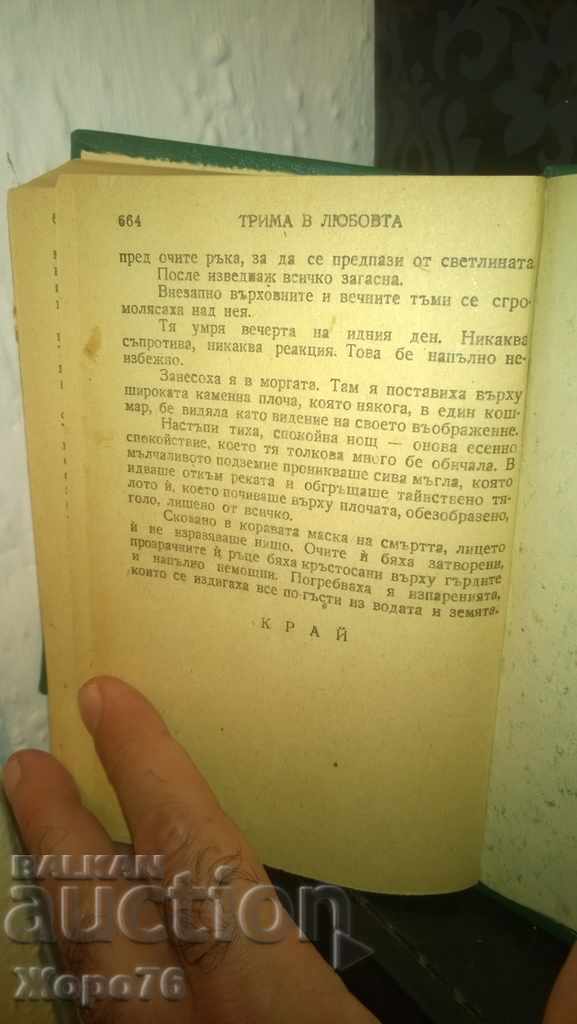 664 ТРИМА В ЛЮБОВТА
пред очите ръка, за да се предпази от светлината
После изведнаж всичко загасна.
Внезапно върховните и вечните тъми се сгро-
молясаха над нея.
Тя умря вечерта на идния ден. Никаква
съпротива, никаква реакция. Това бе напълно не-
избежно.
Занесоха я в моргата. Там я поставиха върху
широката каменна плоча, която някога, в един кош-
мар, бе видяла като видение на своето въображение.
Настъпи тиха, спокойна нощ — онова есенно
спокойствие, което тя толкова много бе обичала. В
мълчаливото подземие проникваше сива мъгла, която
идваше откъм реката и обгръщаше тайнствено тя-
лото ѝ, което почиваше върху плочата, обезобразено,
голо, лишено от всичко.
Сковано в коравата маска на смъртта, лицето
ѝ не изразяваше нищо. Очите ѝ бяха затворени,
прозрачните ѝ ръце бяха кръстосани върху гърдите
и напълно немощни. Погребваха я изпаренията,
които се издигаха все по-гъсти из водата и земята.
КРАЙ
BALKAN
auction
Жоро76